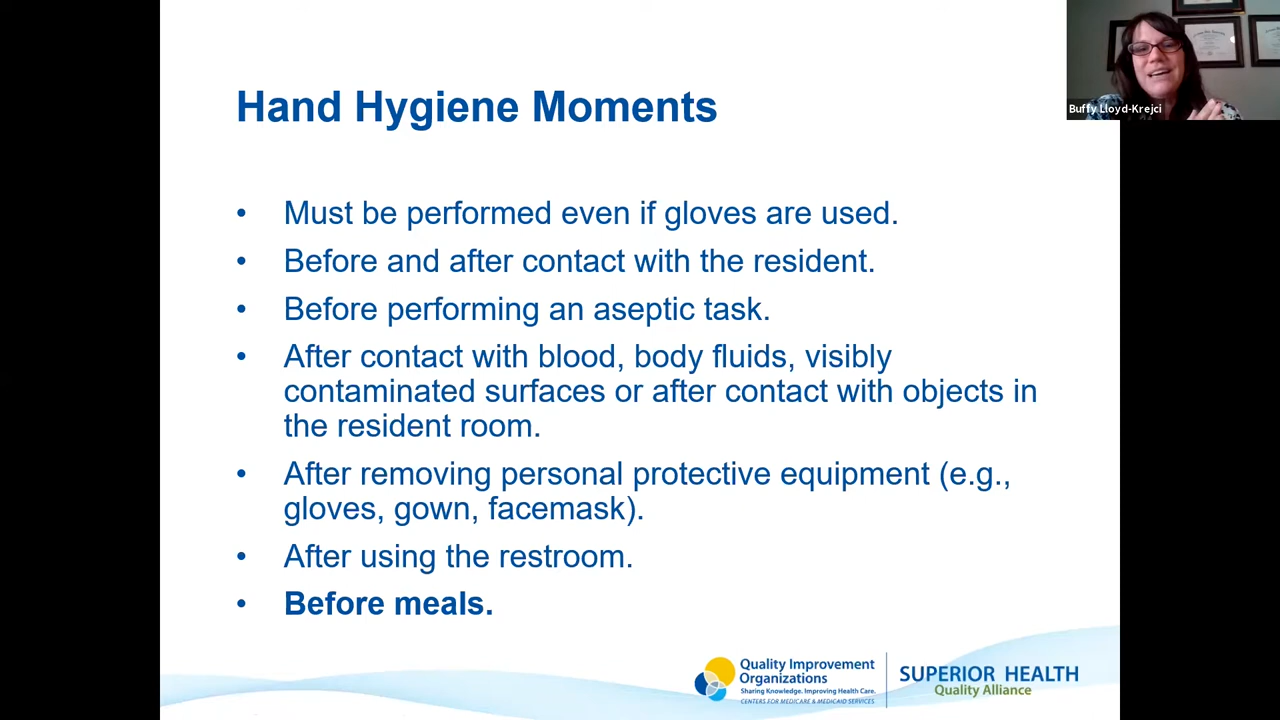 Hand Hygiene Moments
Buffy Lloyd-Krejci
• Must be performed even if gloves are used.
• Before and after contact with the resident.
• Before performing an aseptic task.
• After contact with blood, body fluids, visibly
contaminated surfaces or after contact with objects in
the resident room.
• After removing personal protective equipment (e.g.,
gloves, gown, facemask).
• After using the restroom.
• Before meals.
Quality Improvement
Organizations
Sharing Knowledge. Improving Health Care.
CENTERS FOR MEDICARE & MEDICAID SERVICES
SUPERIOR HEALTH
Quality Alliance